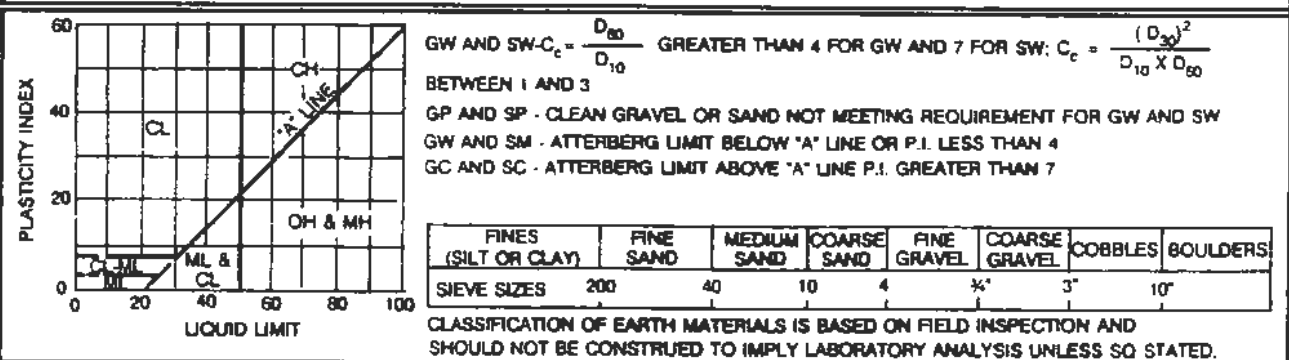 60
40
20
0
PLASTICITY INDEX
CL
CH
"A" LINE
OH & MH
CL-ML
ML
ML &
CL
0 20 40 60 80 100
LIQUID LIMIT
GW AND SW-Cc = D60 / D10 GREATER THAN 4 FOR GW AND 7 FOR SW; Cc = (D30)² / D10 X D60
BETWEEN 1 AND 3
GP AND SP - CLEAN GRAVEL OR SAND NOT MEETING REQUIREMENT FOR GW AND SW
GW AND SM - ATTERBERG LIMIT BELOW "A" LINE OR P.I. LESS THAN 4
GC AND SC - ATTERBERG LIMIT ABOVE "A" LINE P.I. GREATER THAN 7
FINES (SILT OR CLAY) FINE SAND MEDIUM SAND COARSE SAND FINE GRAVEL COARSE GRAVEL COBBLES BOULDERS
SIEVE SIZES 200 40 10 4 ¾" 3" 10"
CLASSIFICATION OF EARTH MATERIALS IS BASED ON FIELD INSPECTION AND
SHOULD NOT BE CONSTRUED TO IMPLY LABORATORY ANALYSIS UNLESS SO STATED.